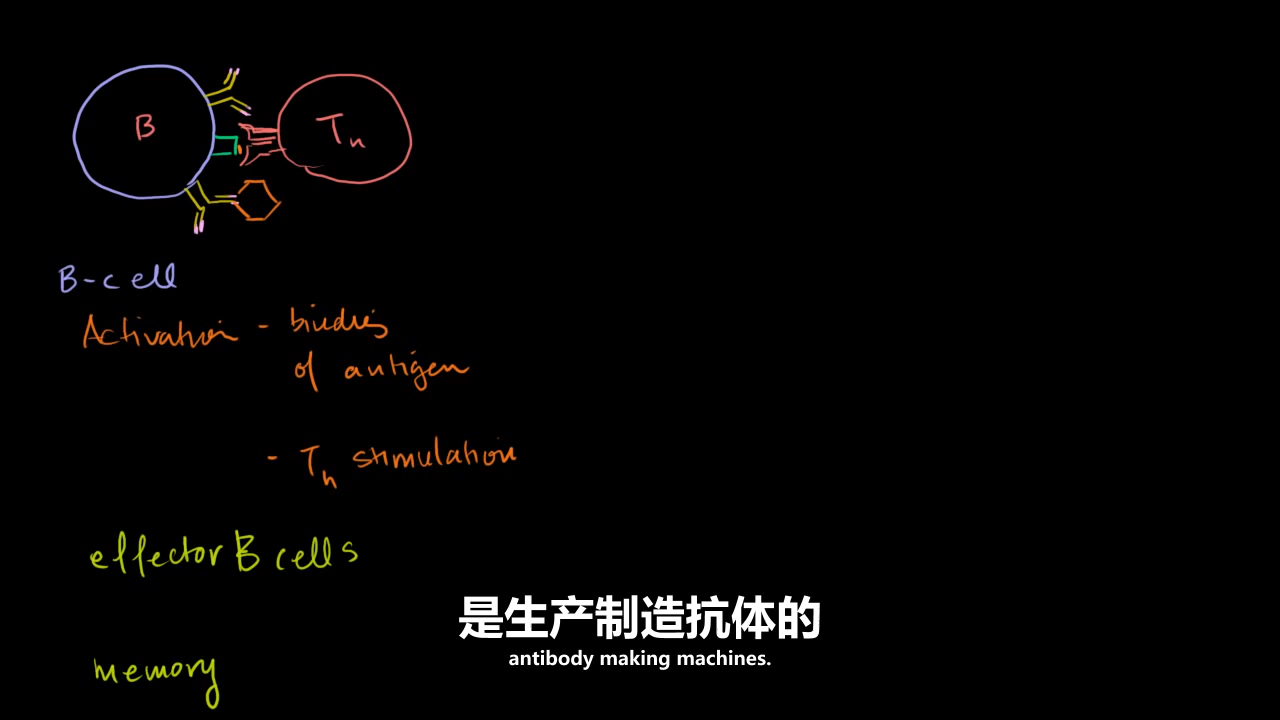 B
Th
B-cell
Activation - binding
of antigen
- Th stimulation
effector B cells
是生产制造抗体的
antibody making machines.
memory